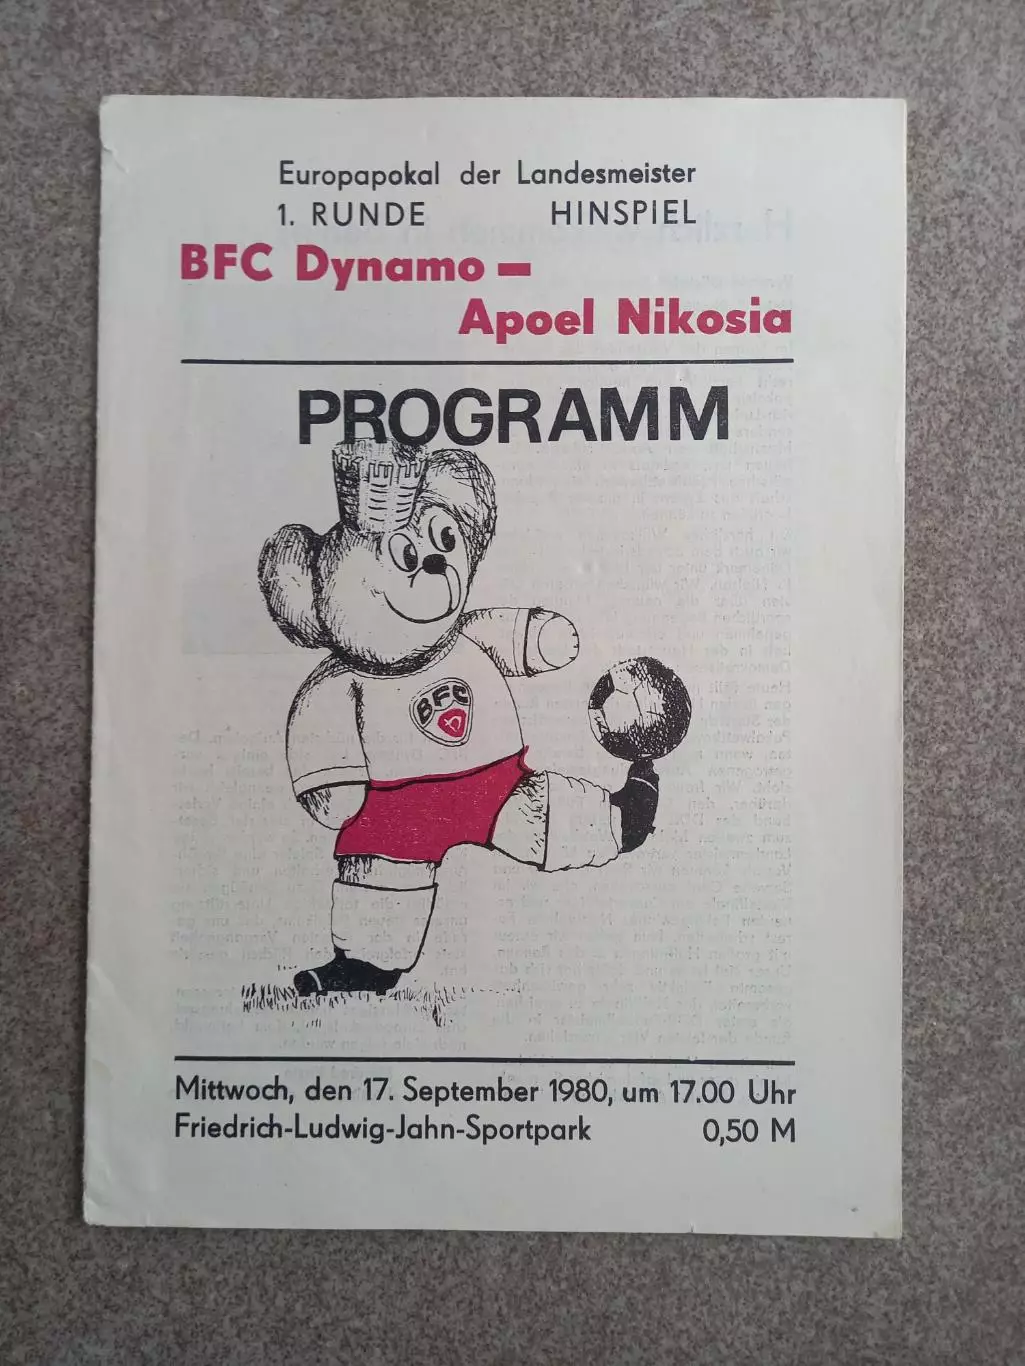 Europapokal der Landesmeister
1. RUNDE HINSPIEL
BFC Dynamo –
Apoel Nikosia
PROGRAMM
BFC
Mittwoch, den 17. September 1980, um 17.00 Uhr
Friedrich-Ludwig-Jahn-Sportpark 0,50 M